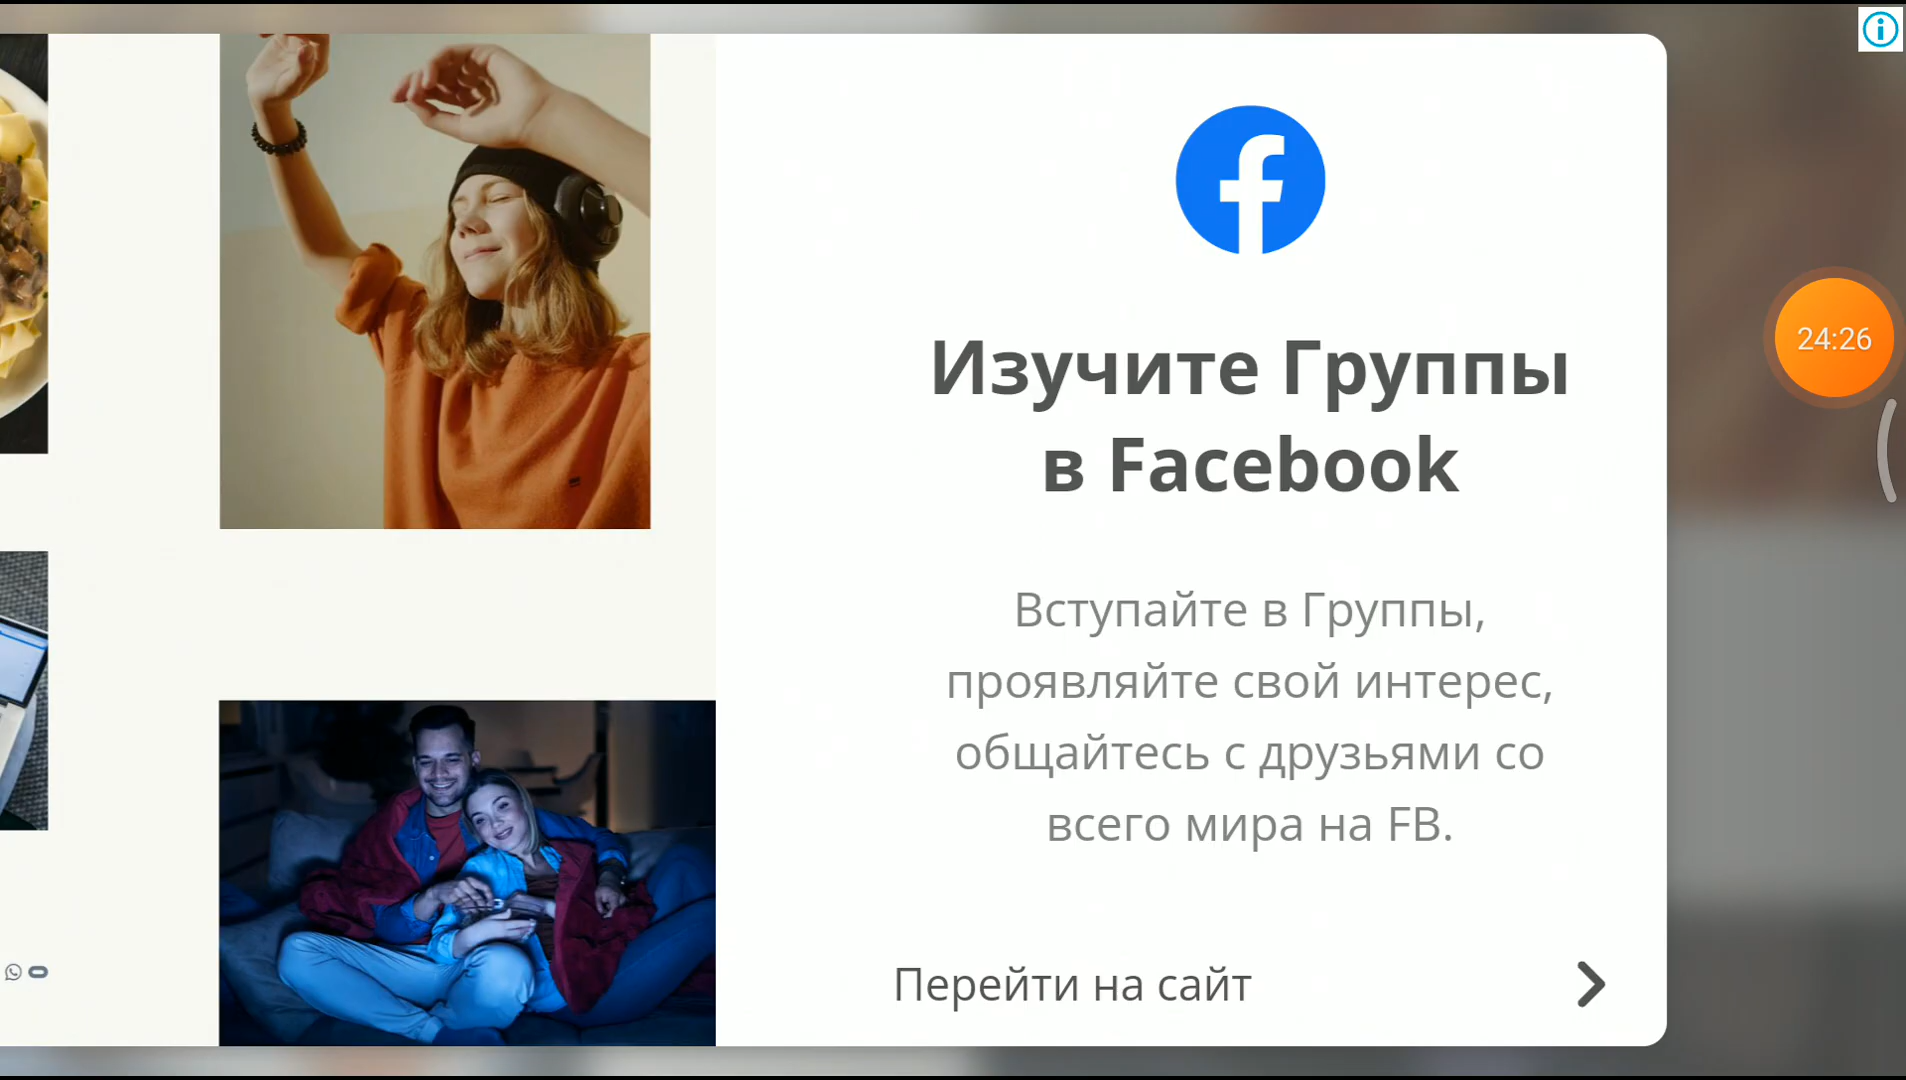 Изучите Группы
в Facebook
Вступайте в Группы,
проявляйте свой интерес,
общайтесь с друзьями со
всего мира на FB.
Перейти на сайт
24:26